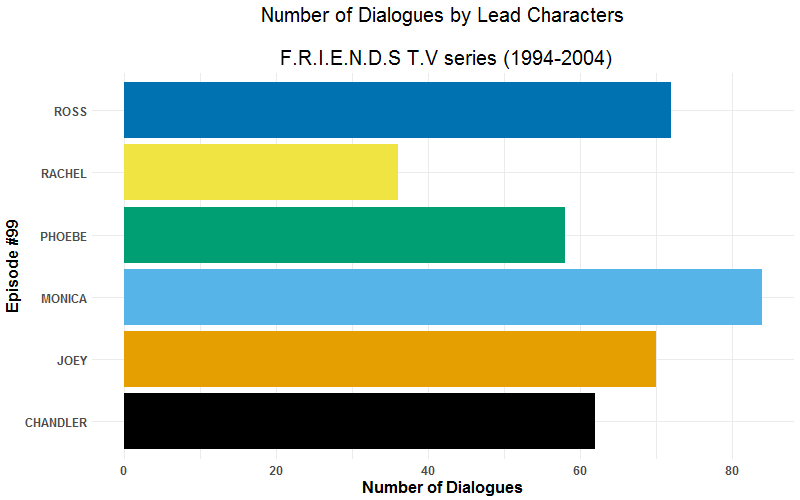 Number of Dialogues by Lead Characters
F.R.I.E.N.D.S T.V series (1994-2004)
ROSS
RACHEL
PHOEBE
MONICA
JOEY
CHANDLER
Episode #99
0 20 40 60 80
Number of Dialogues